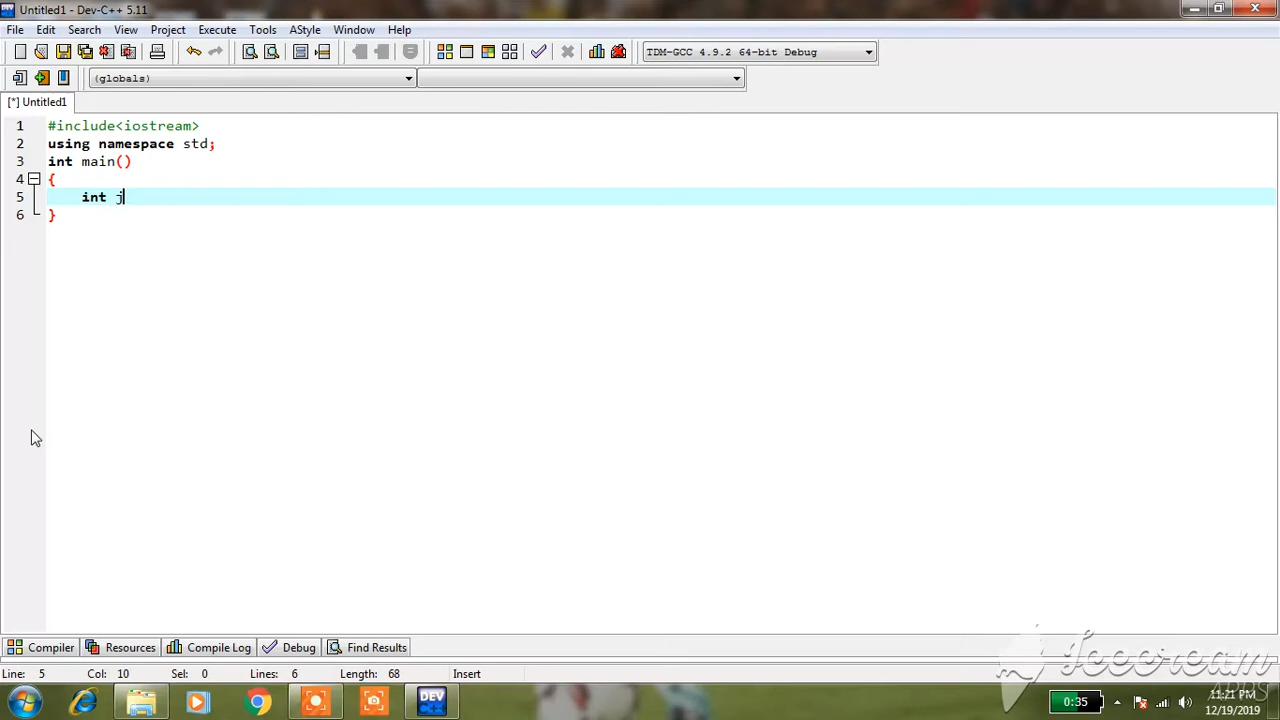 Untitled1 - Dev-C++ 5.11
File Edit Search View Project Execute Tools AStyle Window Help
TDM-GCC 4.9.2 64-bit Debug
(globals)
[*] Untitled1
1 #include<iostream>
2 using namespace std;
3 int main()
4 {
5 int j
6 }
Compiler Resources Compile Log Debug Find Results
Line: 5 Col: 10 Sel: 0 Lines: 6 Length: 68 Insert
Icecream
apps
DEV
0:35
11:21 PM
12/19/2019